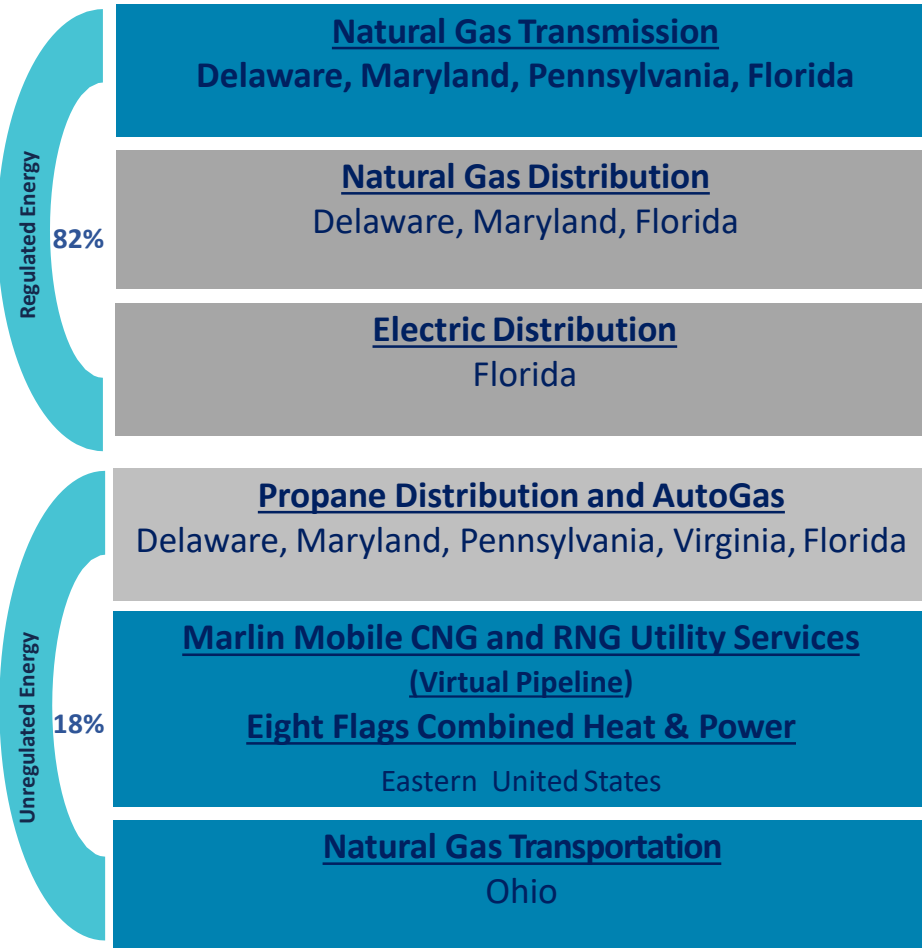 Natural Gas Transmission
Delaware, Maryland, Pennsylvania, Florida
Natural Gas Distribution
Delaware, Maryland, Florida
Electric Distribution
Florida
Regulated Energy
82%
Propane Distribution and AutoGas
Delaware, Maryland, Pennsylvania, Virginia, Florida
Marlin Mobile CNG and RNG Utility Services
(Virtual Pipeline)
Eight Flags Combined Heat & Power
Eastern United States
Natural Gas Transportation
Ohio
Unregulated Energy
18%